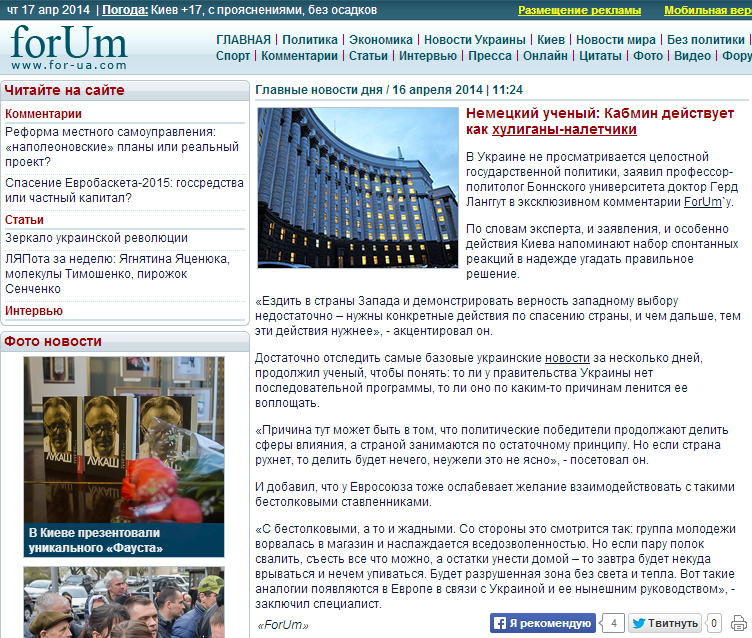 чт 17 апр 2014 | Погода: Киев +17, с прояснениями, без осадков
Размещение рекламы
Мобильная вер
forUm
www.for-ua.com
ГЛАВНАЯ | Политика | Экономика | Новости Украины | Киев | Новости мира | Без политики |
Спорт | Комментарии | Статьи | Интервью | Пресса | Онлайн | Цитаты | Фото | Видео | Фору
Читайте на сайте
Комментарии
Реформа местного самоуправления:
«наполеоновские» планы или реальный
проект?
Спасение Евробаскета-2015: госсредства
или частный капитал?
Статьи
Зеркало украинской революции
ЛЯПота за неделю: Ягнятина Яценюка,
молекулы Тимошенко, пирожок
Сенченко
Интервью
Фото новости
ЛУКАШ
ЛУКАШ
В Киеве презентовали
уникального «Фауста»
Главные новости дня / 16 апреля 2014 | 11:24
Немецкий ученый: Кабмин действует
как хулиганы-налетчики
В Украине не просматривается целостной
государственной политики, заявил профессор-
политолог Боннского университета доктор Герд
Ланггут в эксклюзивном комментарии ForUm`у.
По словам эксперта, и заявления, и особенно
действия Киева напоминают набор спонтанных
реакций в надежде угадать правильное
решение.
«Ездить в страны Запада и демонстрировать верность западному выбору
недостаточно – нужны конкретные действия по спасению страны, и чем дальше, тем
эти действия нужнее», - акцентировал он.
Достаточно отследить самые базовые украинские новости за несколько дней,
продолжил ученый, чтобы понять: то ли у правительства Украины нет
последовательной программы, то ли оно по каким-то причинам ленится ее
воплощать.
«Причина тут может быть в том, что политические победители продолжают делить
сферы влияния, а страной занимаются по остаточному принципу. Но если страна
рухнет, то делить будет нечего, неужели это не ясно», - посетовал он.
И добавил, что у Евросоюза тоже ослабевает желание взаимодействовать с такими
бестолковыми ставленниками.
«С бестолковыми, а то и жадными. Со стороны это смотрится так: группа молодежи
ворвалась в магазин и наслаждается вседозволенностью. Но если пару полок
свалить, съесть все что можно, а остатки унести домой – то завтра будет некуда
врываться и нечем упиваться. Будет разрушенная зона без света и тепла. Вот такие
аналогии появляются в Европе в связи с Украиной и ее нынешним руководством», -
заключил специалист.
«ForUm»
Я рекомендую 4 Твитнуть 0